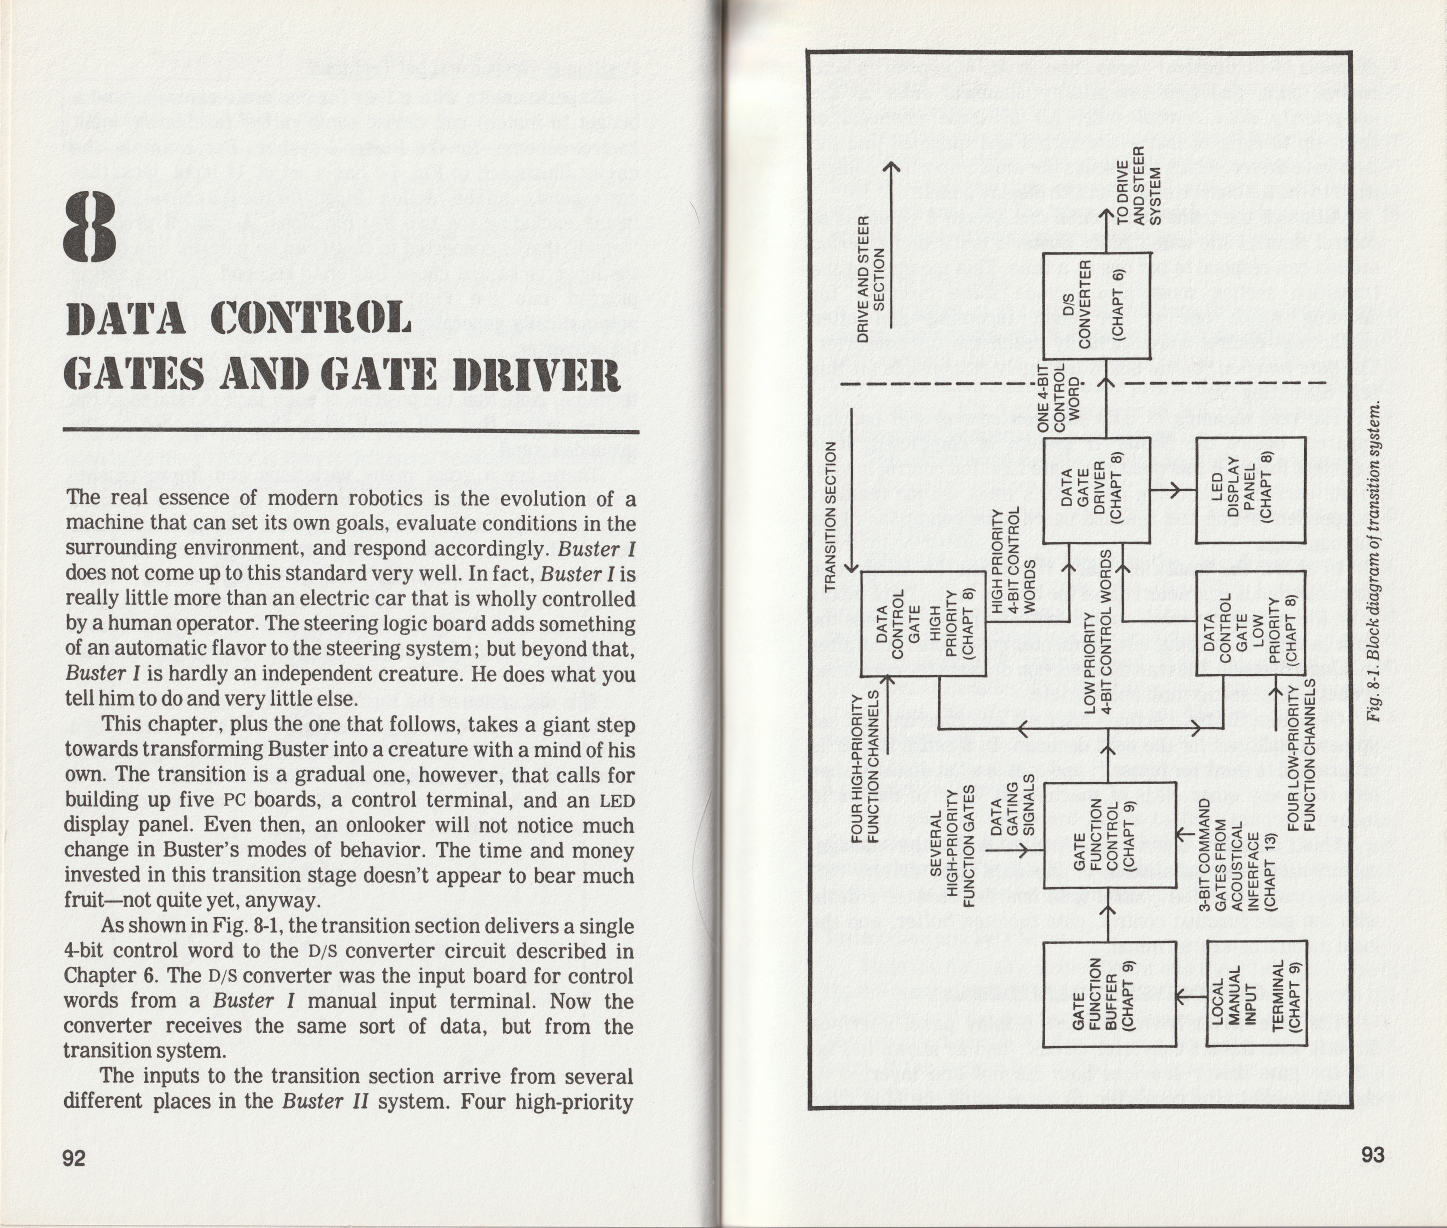 8
DATA CONTROL
GATES AND GATE DRIVER
The real essence of modern robotics is the evolution of a
machine that can set its own goals, evaluate conditions in the
surrounding environment, and respond accordingly. Buster I
does not come up to this standard very well. In fact, Buster I is
really little more than an electric car that is wholly controlled
by a human operator. The steering logic board adds something
of an automatic flavor to the steering system; but beyond that,
Buster I is hardly an independent creature. He does what you
tell him to do and very little else.
This chapter, plus the one that follows, takes a giant step
towards transforming Buster into a creature with a mind of his
own. The transition is a gradual one, however, that calls for
building up five PC boards, a control terminal, and an LED
display panel. Even then, an onlooker will not notice much
change in Buster's modes of behavior. The time and money
invested in this transition stage doesn't appear to bear much
fruit—not quite yet, anyway.
As shown in Fig. 8-1, the transition section delivers a single
4-bit control word to the D/S converter circuit described in
Chapter 6. The D/S converter was the input board for control
words from a Buster I manual input terminal. Now the
converter receives the same sort of data, but from the
transition system.
The inputs to the transition section arrive from several
different places in the Buster II system. Four high-priority
92
TRANSITION SECTION
DRIVE AND STEER
SECTION
FOUR HIGH-PRIORITY
FUNCTION CHANNELS
DATA
CONTROL
GATE
HIGH
PRIORITY
(CHAPT 8)
SEVERAL
HIGH-PRIORITY
FUNCTION GATES
DATA
GATING
SIGNALS
HIGH PRIORITY
4-BIT CONTROL
WORDS
ONE 4-BIT
CONTROL
WORD
GATE
FUNCTION
BUFFER
(CHAPT 9)
GATE
FUNCTION
CONTROL
(CHAPT 9)
LOW PRIORITY
4-BIT CONTROL WORDS
DATA
GATE
DRIVER
(CHAPT 8)
D/S
CONVERTER
(CHAPT 6)
TO DRIVE
AND STEER
SYSTEM
LOCAL
MANUAL
INPUT
TERMINAL
(CHAPT 9)
3-BIT COMMAND
GATES FROM
ACOUSTICAL
INFERFACE
(CHAPT 13)
FOUR LOW-PRIORITY
FUNCTION CHANNELS
DATA
CONTROL
GATE
LOW
PRIORITY
(CHAPT 8)
LED
DISPLAY
PANEL
(CHAPT 8)
Fig. 8-1. Block diagram of transition system.
93